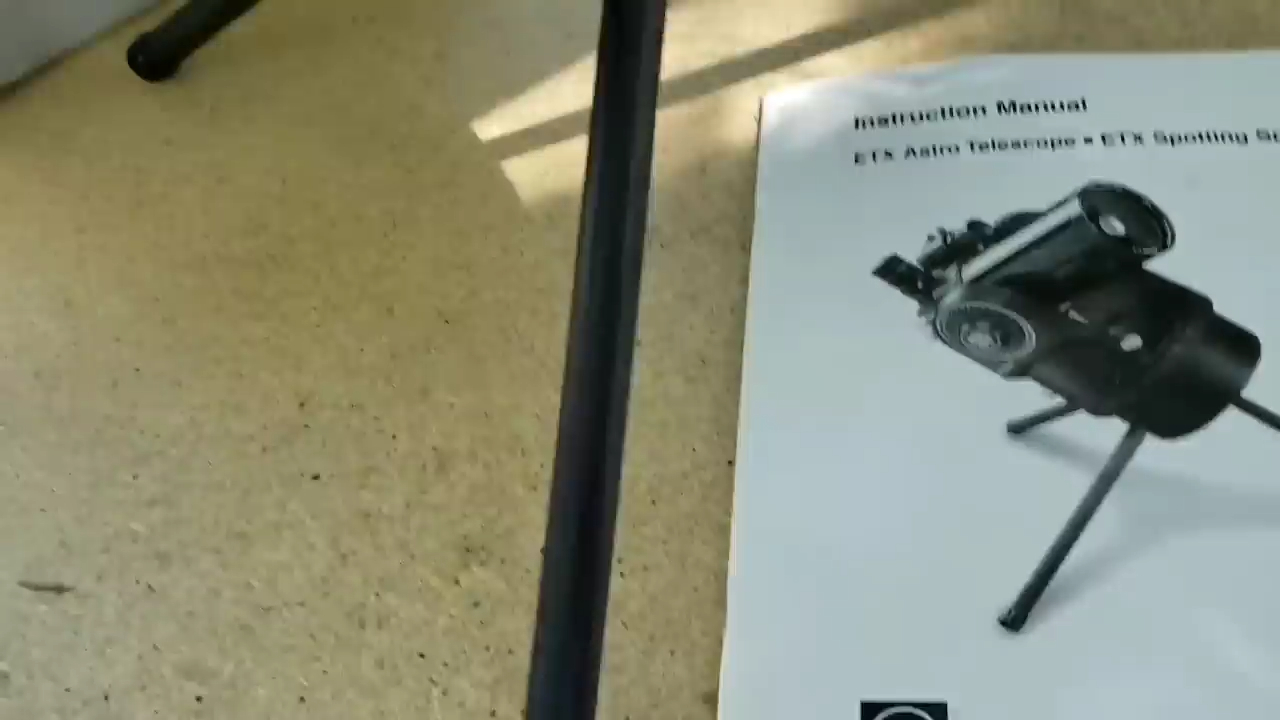 Instruction Manual
ETX Astro Telescope • ETX Spotting